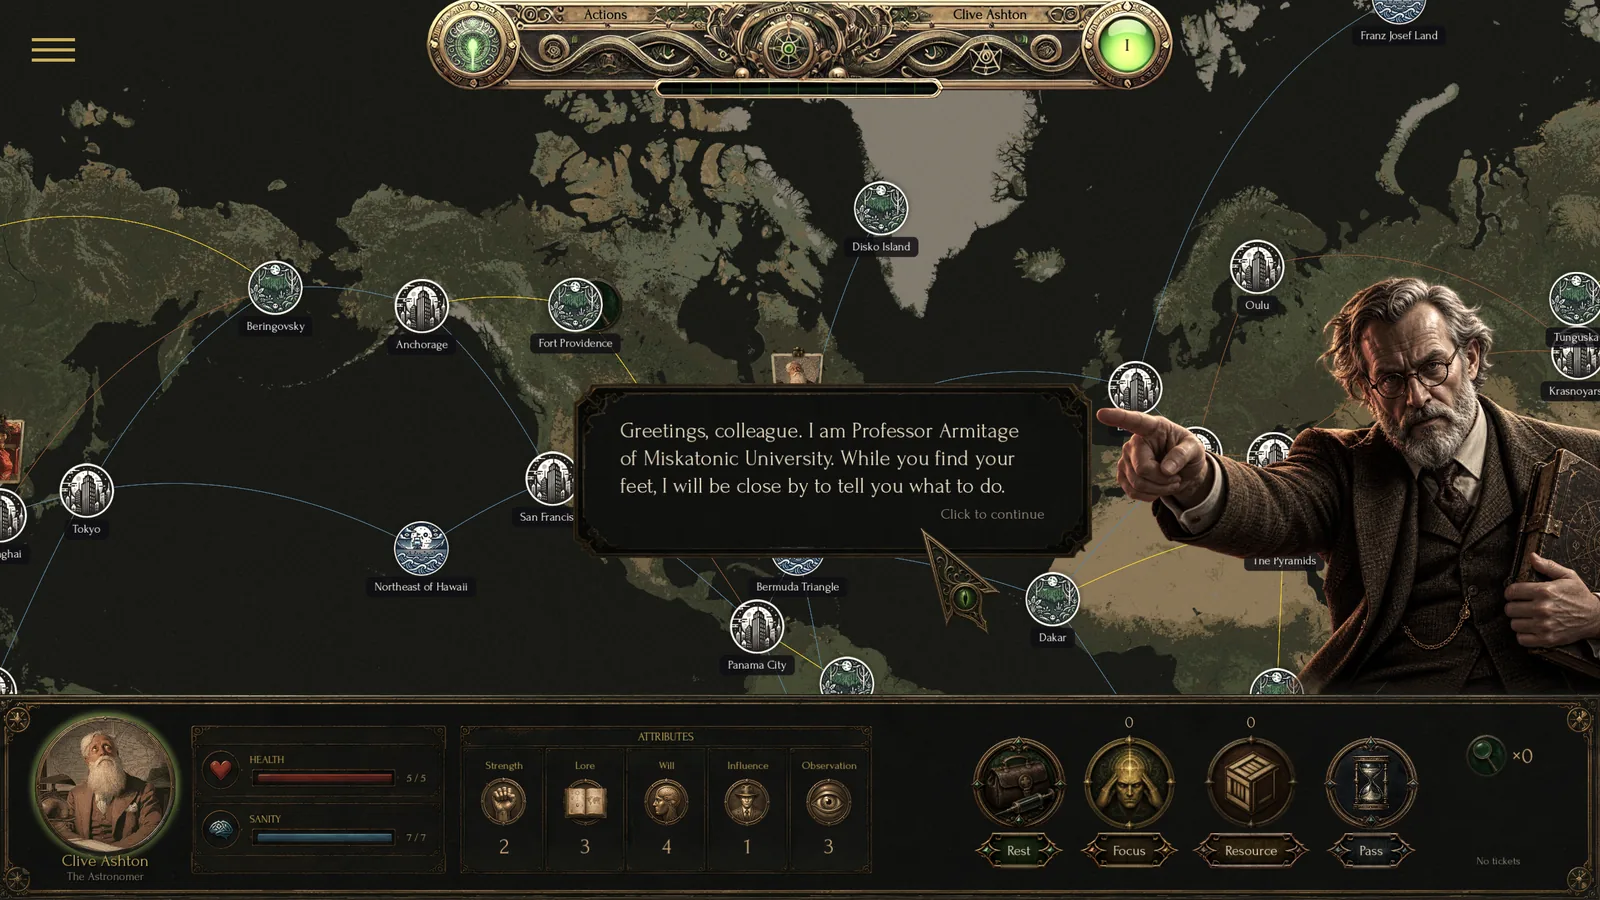 Actions
Clive Ashton
I
Franz Josef Land
Disko Island
Beringovsky
Anchorage
Fort Providence
Oulu
Tunguska
Krasnoyars
Greetings, colleague. I am Professor Armitage
of Miskatonic University. While you find your
feet, I will be close by to tell you what to do.
Click to continue
Tokyo
San Francis
ghai
Northeast of Hawaii
Bermuda Triangle
The Pyramids
Dakar
Panama City
Clive Ashton
The Astronomer
HEALTH
5/5
SANITY
7/7
ATTRIBUTES
Strength
Lore
Will
Influence
Observation
2
3
4
1
3
0
0
Rest
Focus
Resource
Pass
×0
No tickets